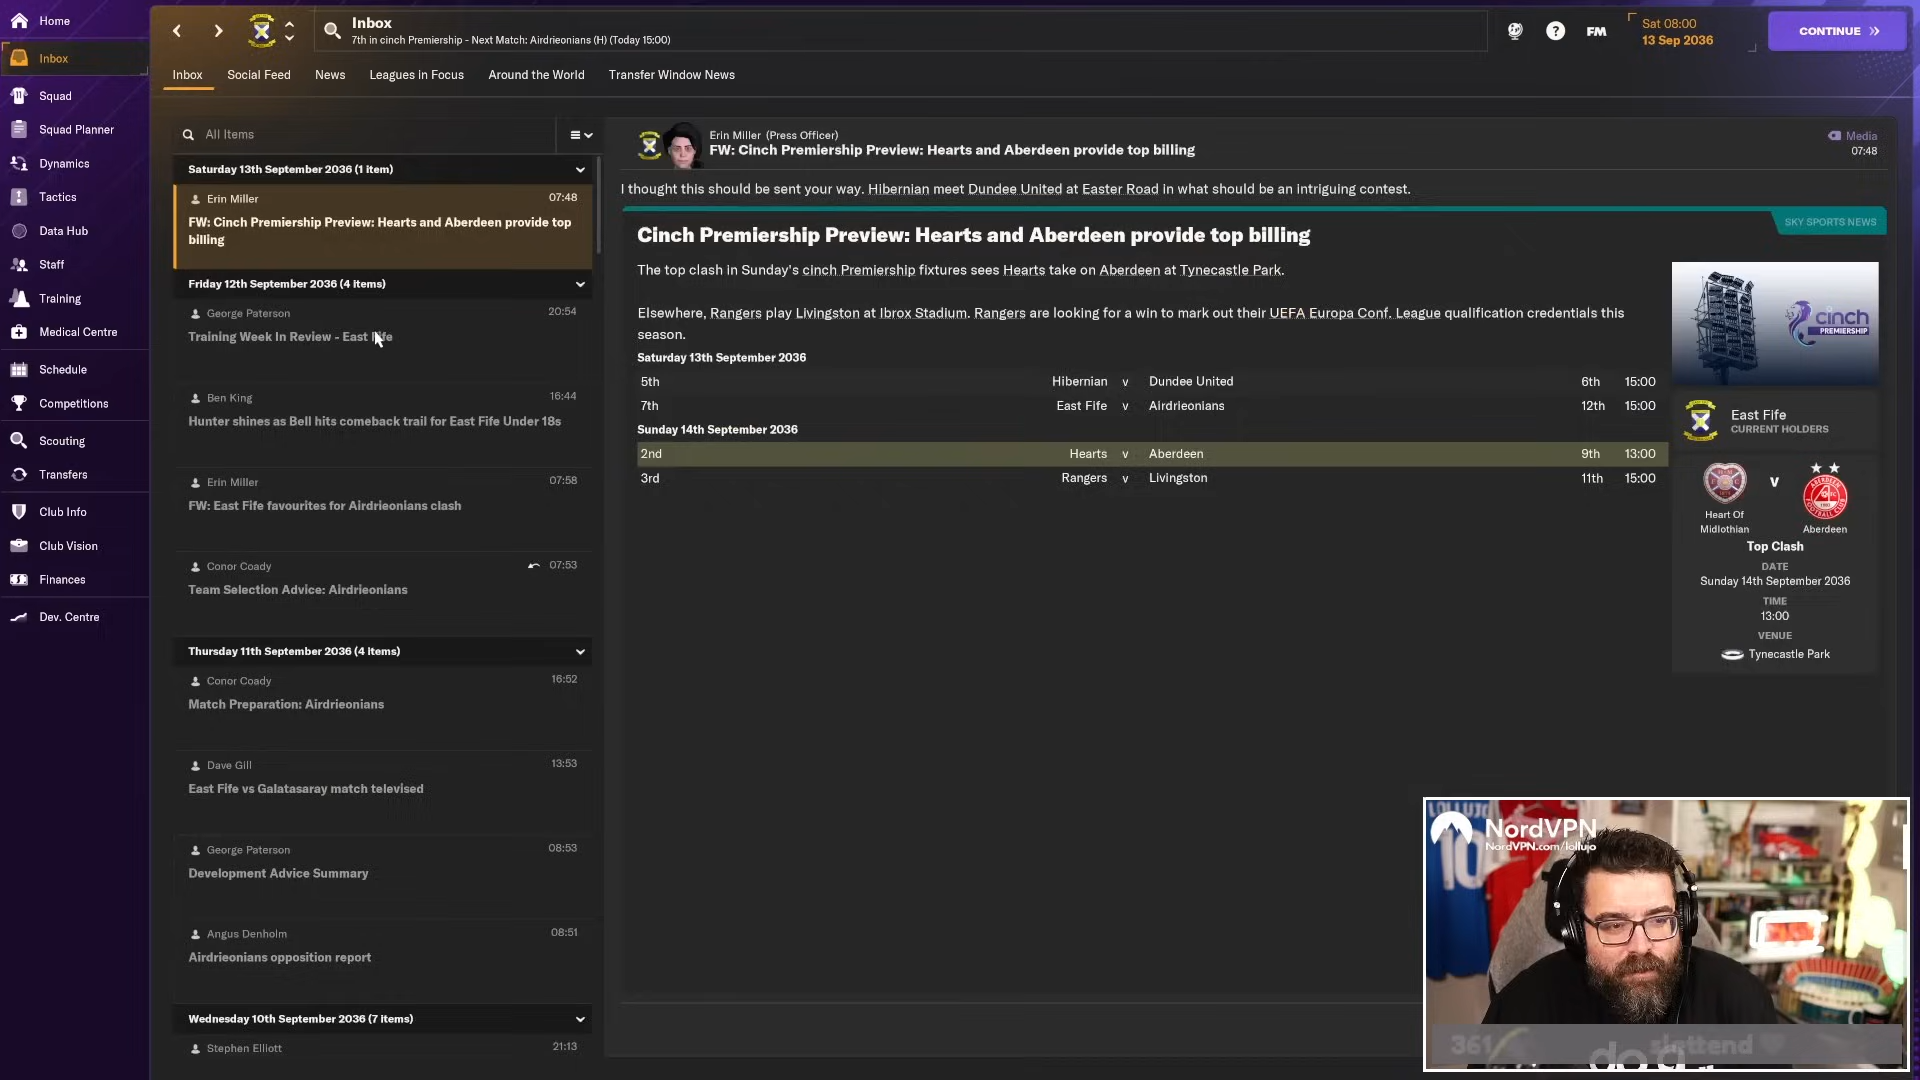 Home
Inbox
Squad
Squad Planner
Dynamics
Tactics
Data Hub
Staff
Training
Medical Centre
Schedule
Competitions
Scouting
Transfers
Club Info
Club Vision
Finances
Dev. Centre
Inbox
7th in cinch Premiership - Next Match: Airdrieonians (H) (Today 15:00)
FM
Sat 08:00
13 Sep 2036
CONTINUE
Inbox Social Feed News Leagues in Focus Around the World Transfer Window News
All Items
Saturday 13th September 2036 (1 item)
Erin Miller 07:48
FW: Cinch Premiership Preview: Hearts and Aberdeen provide top
billing
Friday 12th September 2036 (4 items)
George Paterson 20:54
Training Week In Review - East Fife
Ben King 16:44
Hunter shines as Bell hits comeback trail for East Fife Under 18s
Erin Miller 07:58
FW: East Fife favourites for Airdrieonians clash
Conor Coady 07:53
Team Selection Advice: Airdrieonians
Thursday 11th September 2036 (4 items)
Conor Coady 16:52
Match Preparation: Airdrieonians
Dave Gill 13:53
East Fife vs Galatasaray match televised
George Paterson 08:53
Development Advice Summary
Angus Denholm 08:51
Airdrieonians opposition report
Wednesday 10th September 2036 (7 items)
Stephen Elliott 21:13
Erin Miller (Press Officer)
FW: Cinch Premiership Preview: Hearts and Aberdeen provide top billing
Media
07:48
I thought this should be sent your way. Hibernian meet Dundee United at Easter Road in what should be an intriguing contest.
SKY SPORTS NEWS
Cinch Premiership Preview: Hearts and Aberdeen provide top billing
The top clash in Sunday's cinch Premiership fixtures sees Hearts take on Aberdeen at Tynecastle Park.
Elsewhere, Rangers play Livingston at Ibrox Stadium. Rangers are looking for a win to mark out their UEFA Europa Conf. League qualification credentials this
season.
Saturday 13th September 2036
5th Hibernian v Dundee United 6th 15:00
7th East Fife v Airdrieonians 12th 15:00
Sunday 14th September 2036
2nd Hearts v Aberdeen 9th 13:00
3rd Rangers v Livingston 11th 15:00
cinch
PREMIERSHIP
East Fife
CURRENT HOLDERS
v
Heart Of
Midlothian
Aberdeen
Top Clash
DATE
Sunday 14th September 2036
TIME
13:00
VENUE
Tynecastle Park
NordVPN
NordVPN.com/lollujo
10
361
slettend